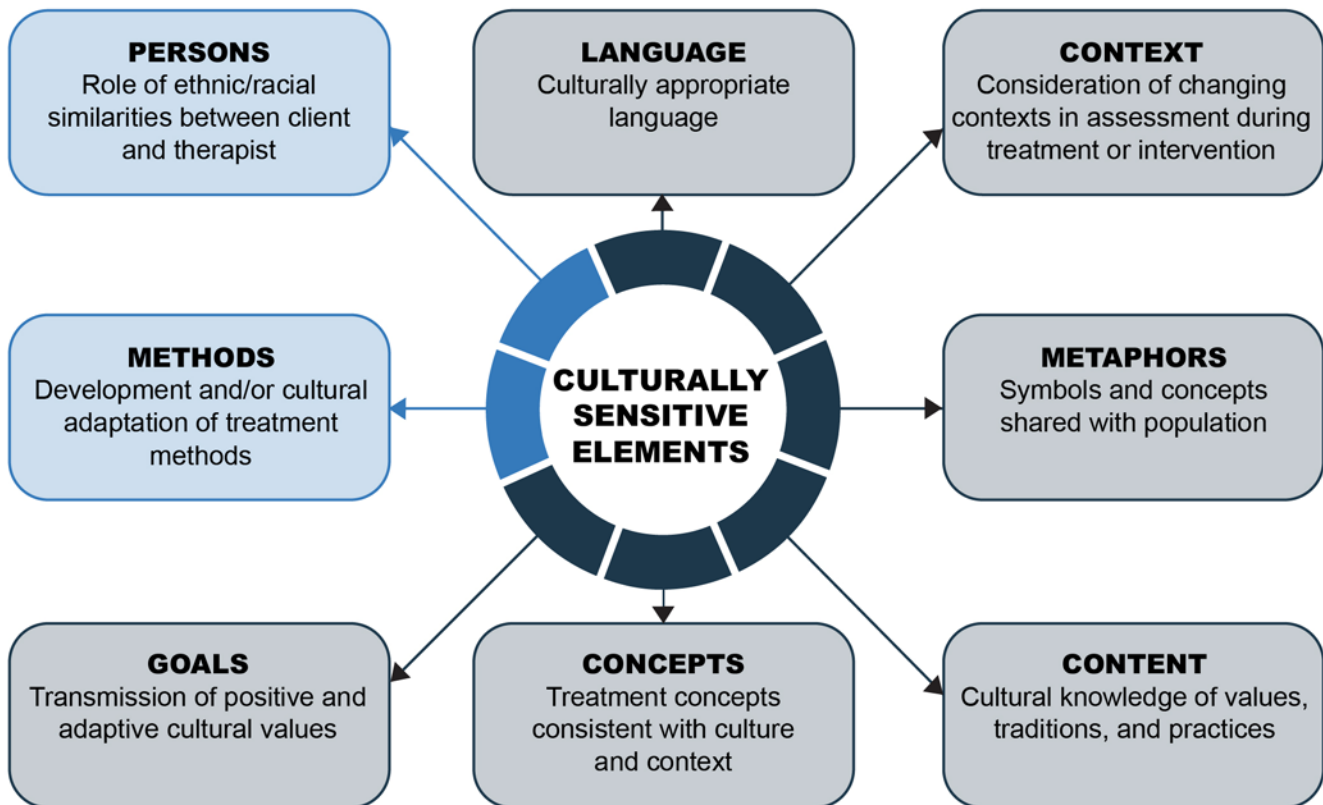 PERSONS
Role of ethnic/racial
similarities between client
and therapist
LANGUAGE
Culturally appropriate
language
CONTEXT
Consideration of changing
contexts in assessment during
treatment or intervention
METHODS
Development and/or cultural
adaptation of treatment
methods
CULTURALLY
SENSITIVE
ELEMENTS
METAPHORS
Symbols and concepts
shared with population
GOALS
Transmission of positive and
adaptive cultural values
CONCEPTS
Treatment concepts
consistent with culture
and context
CONTENT
Cultural knowledge of values,
traditions, and practices